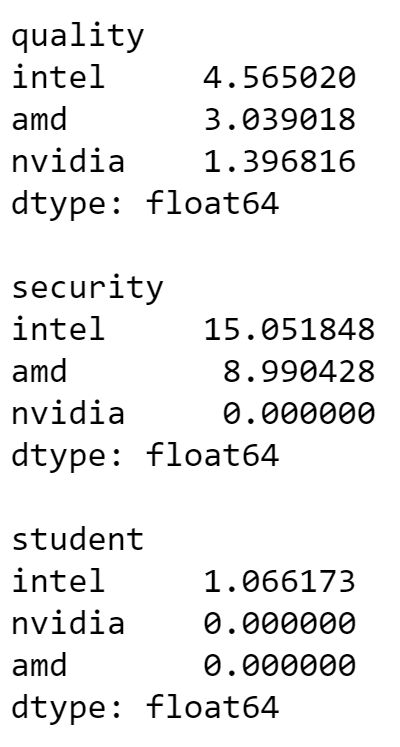 quality
intel     4.565020
amd       3.039018
nvidia    1.396816
dtype: float64

security
intel     15.051848
amd        8.990428
nvidia     0.000000
dtype: float64

student
intel     1.066173
nvidia    0.000000
amd       0.000000
dtype: float64